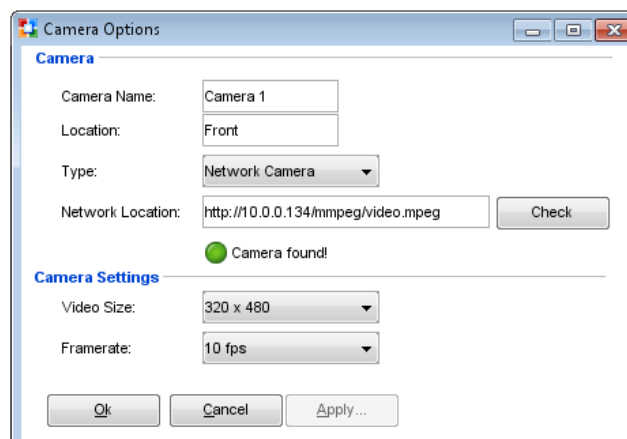 Camera Options
Camera
Camera Name: Camera 1
Location: Front
Type: Network Camera
Network Location: http://10.0.0.134/mmpeg/video.mpeg Check
Camera found!
Camera Settings
Video Size: 320 x 480
Framerate: 10 fps
Ok Cancel Apply...